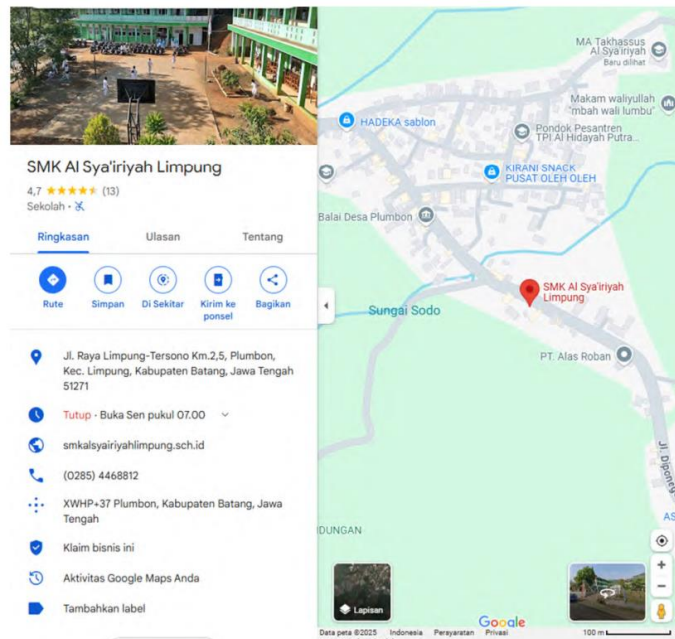 SMK Al Sya'iriyah Limpung
4,7 (13)
Sekolah ·
Ringkasan Ulasan Tentang
Rute Simpan Di Sekitar Kirim ke ponsel Bagikan
Jl. Raya Limpung-Tersono Km.2,5, Plumbon,
Kec. Limpung, Kabupaten Batang, Jawa Tengah
51271
Tutup · Buka Sen pukul 07.00
smkalsyairiyahlimpung.sch.id
(0285) 4468812
XWHP+37 Plumbon, Kabupaten Batang, Jawa
Tengah
Klaim bisnis ini
Aktivitas Google Maps Anda
Tambahkan label
MA Takhassus
Al Sya'iriyah
Baru dilihat
Makam waliyullah
"mbah wali lumbu"
HADEKA sablon
Pondok Pesantren
TPI Al Hidayah Putra...
KIRANI SNACK
PUSAT OLEH OLEH
Balai Desa Plumbon
SMK Al Sya'iriyah
Limpung
Sungai Sodo
PT. Alas Roban
Jl. Diponeg
AS
DUNGAN
Lapisan
Google
Data peta ©2025 Indonesia Persyaratan Privasi 100 m